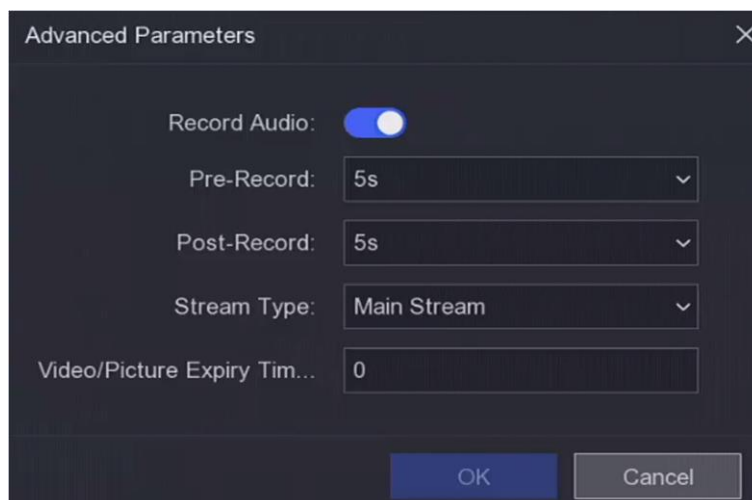 Advanced Parameters
Record Audio:
Pre-Record: 5s
Post-Record: 5s
Stream Type: Main Stream
Video/Picture Expiry Tim... 0
OK Cancel